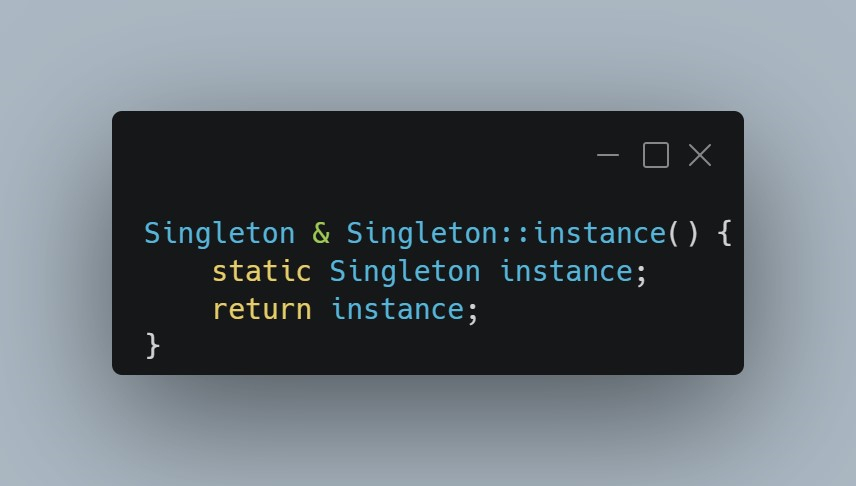 Singleton & Singleton::instance() {
    static Singleton instance;
    return instance;
}